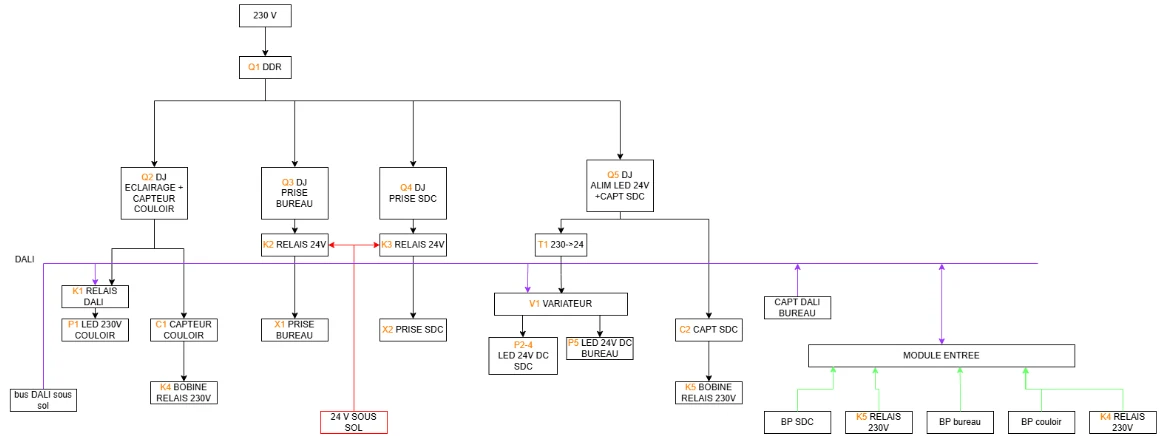 230 V
Q1 DDR
Q2 DJ
ECLAIRAGE +
CAPTEUR
COULOIR
Q3 DJ
PRISE
BUREAU
Q4 DJ
PRISE SDC
Q5 DJ
ALIM LED 24V
+CAPT SDC
K2 RELAIS 24V
K3 RELAIS 24V
T1 230->24
DALI
K1 RELAIS
DALI
V1 VARIATEUR
CAPT DALI
BUREAU
P1 LED 230V
COULOIR
C1 CAPTEUR
COULOIR
X1 PRISE
BUREAU
X2 PRISE SDC
P2-4
LED 24V DC
SDC
P5 LED 24V DC
BUREAU
C2 CAPT SDC
MODULE ENTREE
bus DALI sous
sol
K4 BOBINE
RELAIS 230V
24 V SOUS
SOL
K5 BOBINE
RELAIS 230V
BP SDC
K5 RELAIS
230V
BP bureau
BP couloir
K4 RELAIS
230V